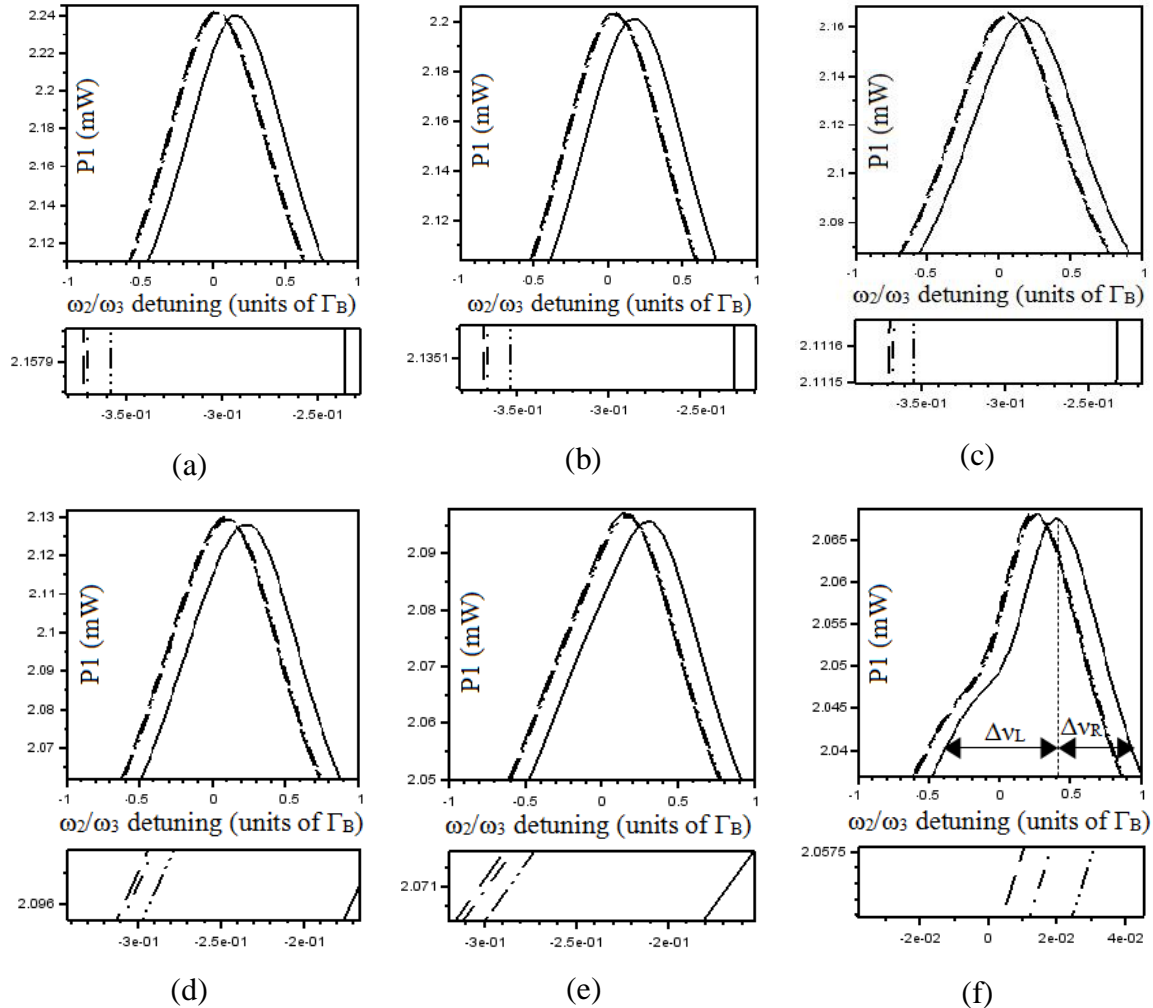 2.24
2.23
2.2
2.18
2.13
2.14
2.12
P1 (mW)
-1
-0.5
0
0.5
1
ω2/ω3 detuning (units of ΓB)
2.1579
-3.5e-01
-3e-01
-2.5e-01
(a)
2.2
2.18
2.16
2.14
2.12
P1 (mW)
-1
-0.5
0
0.5
1
ω2/ω3 detuning (units of ΓB)
2.1351
-3.5e-01
-3e-01
-2.5e-01
(b)
2.16
2.14
2.12
2.16
2.08
P1 (mW)
-1
-0.5
0
0.5
1
ω2/ω3 detuning (units of ΓB)
2.1116
2.1115
-3.5e-01
-3e-01
-2.5e-01
(c)
2.13
2.12
2.11
2.1
2.09
2.08
2.07
P1 (mW)
-1
-0.5
0
0.5
1
ω2/ω3 detuning (units of ΓB)
2.096
-3e-01
-2.5e-01
-2e-01
(d)
2.09
2.08
2.07
2.06
2.05
P1 (mW)
-1
-0.5
0
0.5
1
ω2/ω3 detuning (units of ΓB)
2.071
-3e-01
-2.5e-01
-2e-01
(e)
2.065
2.06
2.055
2.05
2.045
2.04
P1 (mW)
ΔνL
ΔνR
-1
-0.5
0
0.5
1
ω2/ω3 detuning (units of ΓB)
2.0575
-2e-02
0
2e-02
4e-02
(f)